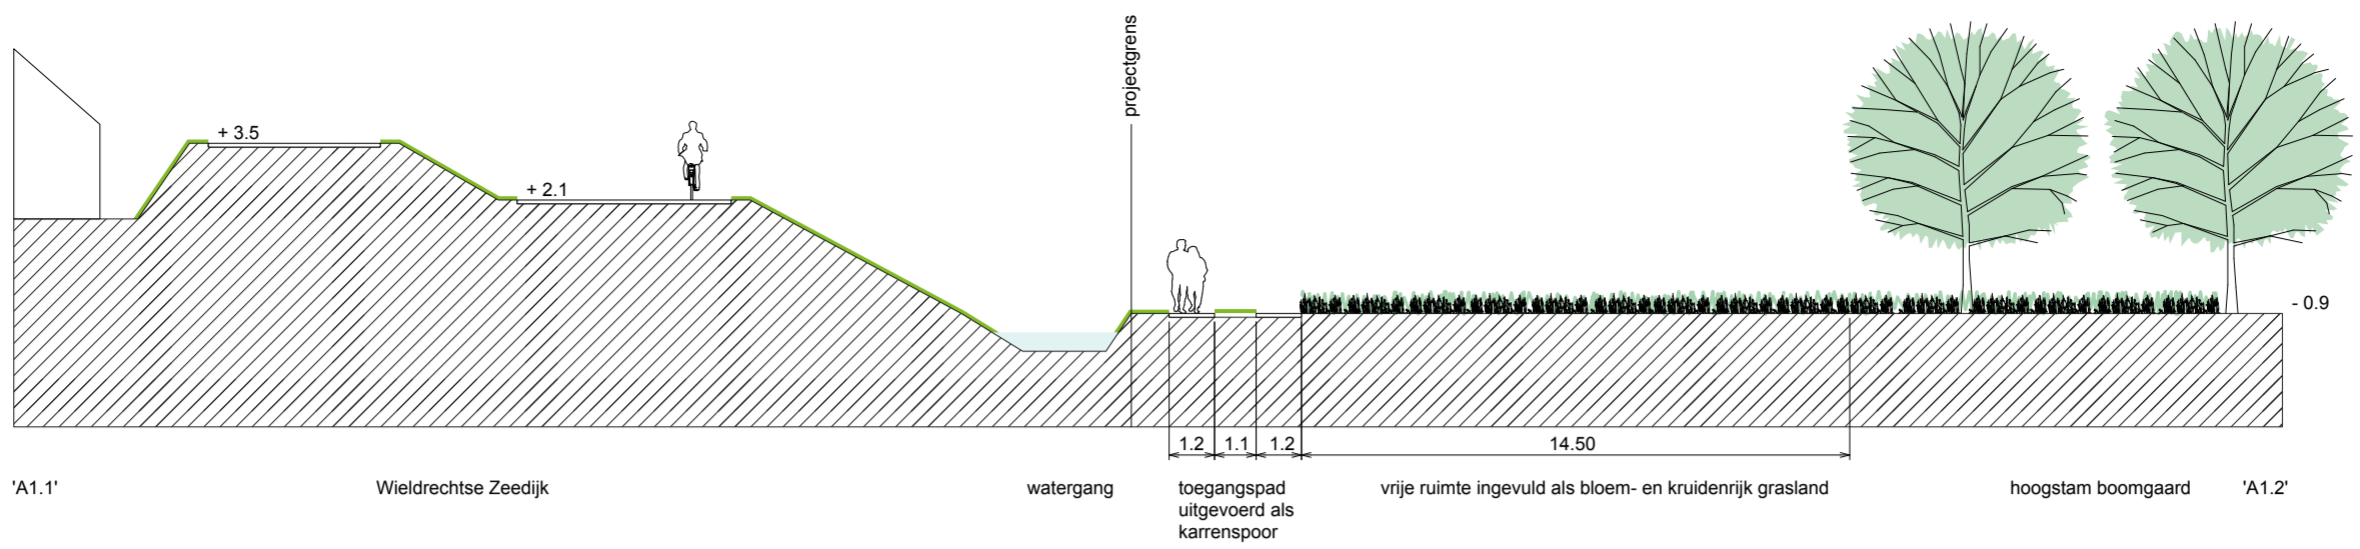 projectgrens
+ 3.5
+ 2.1
- 0.9
1.2
1.1
1.2
14.50
'A1.1'
Wieldrechtse Zeedijk
watergang
toegangspad
uitgevoerd als
karrenspoor
vrije ruimte ingevuld als bloem- en kruidenrijk grasland
hoogstam boomgaard
'A1.2'